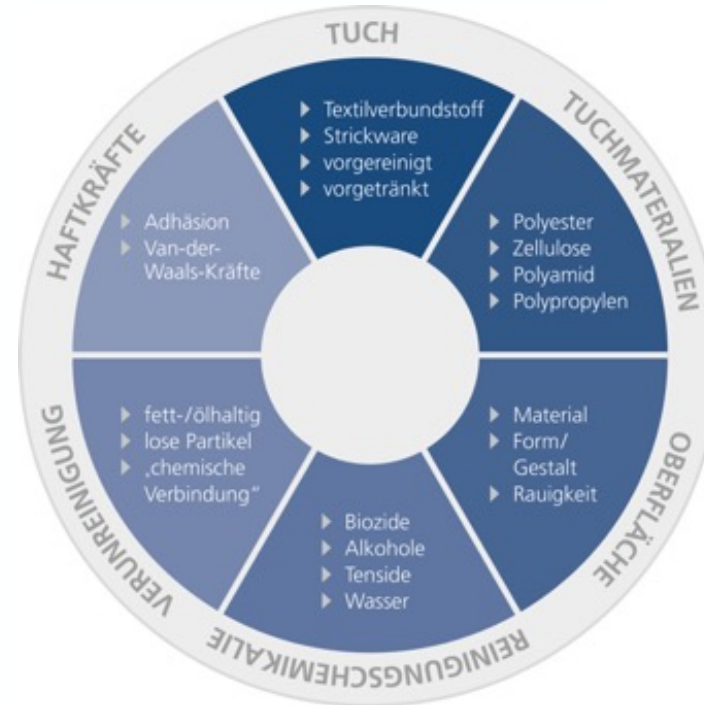 TUCH
Textilverbundstoff
Strickware
vorgereinigt
vorgetränkt
TUCHMATERIALIEN
Polyester
Zellulose
Polyamid
Polypropylen
OBERFLÄCHE
Material
Form/
Gestalt
Rauigkeit
REINIGUNGSCHEMIKALIE
Biozide
Alkohole
Tenside
Wasser
VERUNREINIGUNG
fett-/ölhaltig
lose Partikel
„chemische
Verbindung“
HAFTKRÄFTE
Adhäsion
Van-der-
Waals-Kräfte